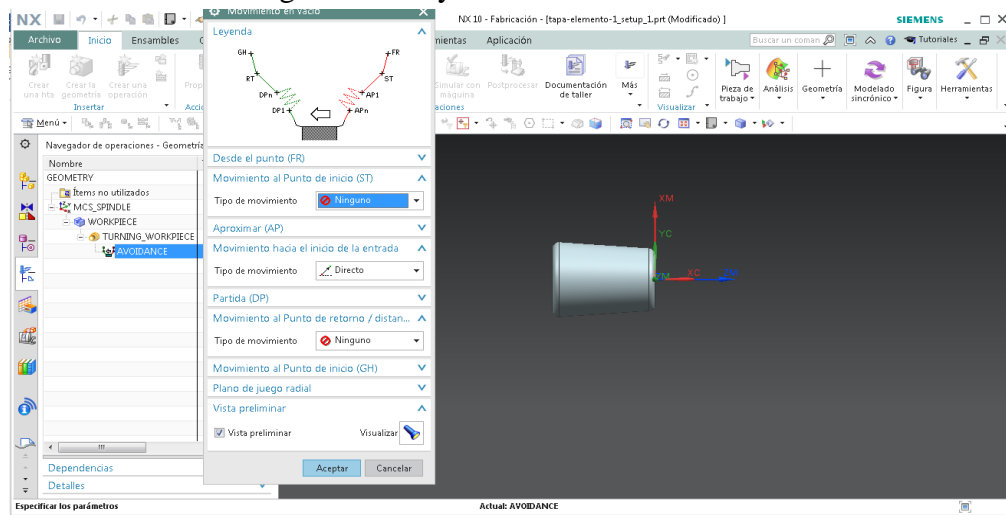 NX
Movimiento en vacío
NX 10 - Fabricación - [tapa-elemento-1_setup_1.prt (Modificado) ]
SIEMENS
Archivo
Inicio
Ensambles
mientas
Aplicación
Buscar un coman
Tutoriales
Crear una hta
Crear la geometría
Crear una operación
Prop
Insertar
Accio
Simular con máquina
Postprocesar
Documentación de taller
Más
aciones
Visualizar
Pieza de trabajo
Análisis
Geometría
Modelado sincrónico
Figura
Herramientas
Menú
Navegador de operaciones - Geometría
Nombre
GEOMETRY
Ítems no utilizados
MCS_SPINDLE
WORKPIECE
TURNING_WORKPIECE
AVOIDANCE
Dependencias
Detalles
Leyenda
GH
FR
RT
ST
DPn
AP1
DP1
APn
Desde el punto (FR)
Movimiento al Punto de inicio (ST)
Tipo de movimiento
Ninguno
Aproximar (AP)
Movimiento hacia el inicio de la entrada
Tipo de movimiento
Directo
Partida (DP)
Movimiento al Punto de retorno / distan...
Tipo de movimiento
Ninguno
Movimiento al Punto de inicio (GH)
Plano de juego radial
Vista preliminar
Vista preliminar
Visualizar
Aceptar
Cancelar
XM
YC
YM
XC
Especificar los parámetros
Actual: AVOIDANCE